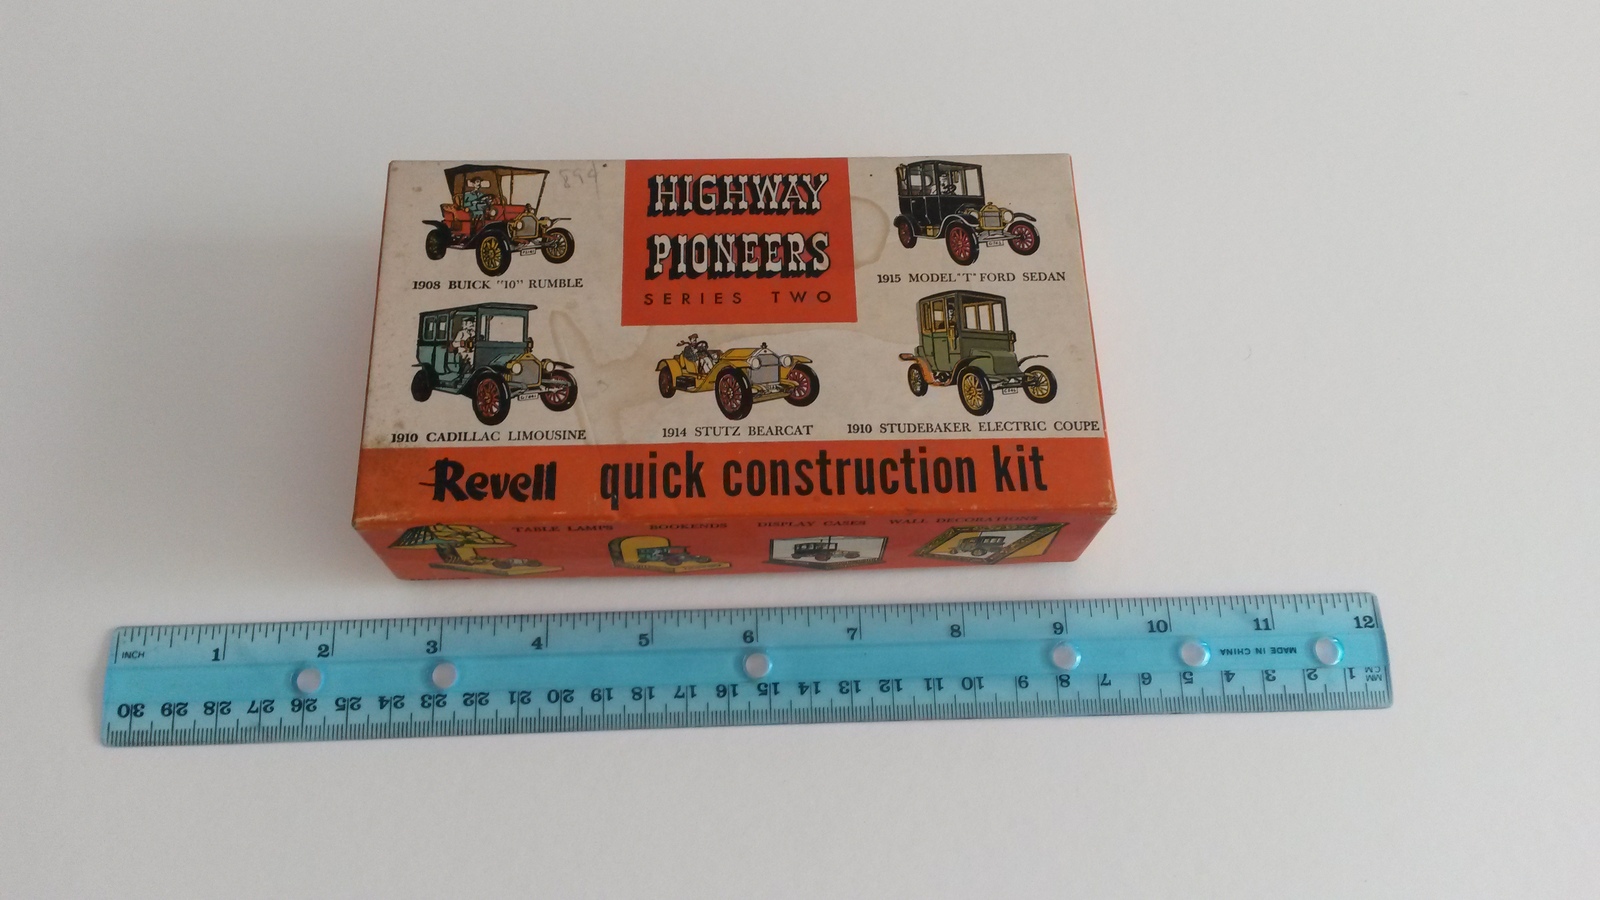 89¢
HIGHWAY
PIONEERS
SERIES TWO
1908 BUICK "10" RUMBLE
1915 MODEL "T" FORD SEDAN
1910 CADILLAC LIMOUSINE
1914 STUTZ BEARCAT
1910 STUDEBAKER ELECTRIC COUPE
Revell quick construction kit
TABLE LAMPS BOOKENDS DISPLAY CASES WALL DECORATIONS
INCH 1 2 3 4 5 6 7 8 9 10 11 12
MADE IN CHINA
30 29 28 27 26 25 24 23 22 21 20 19 18 17 16 15 14 13 12 11 10 9 8 7 6 5 4 3 2 1 MM
CM